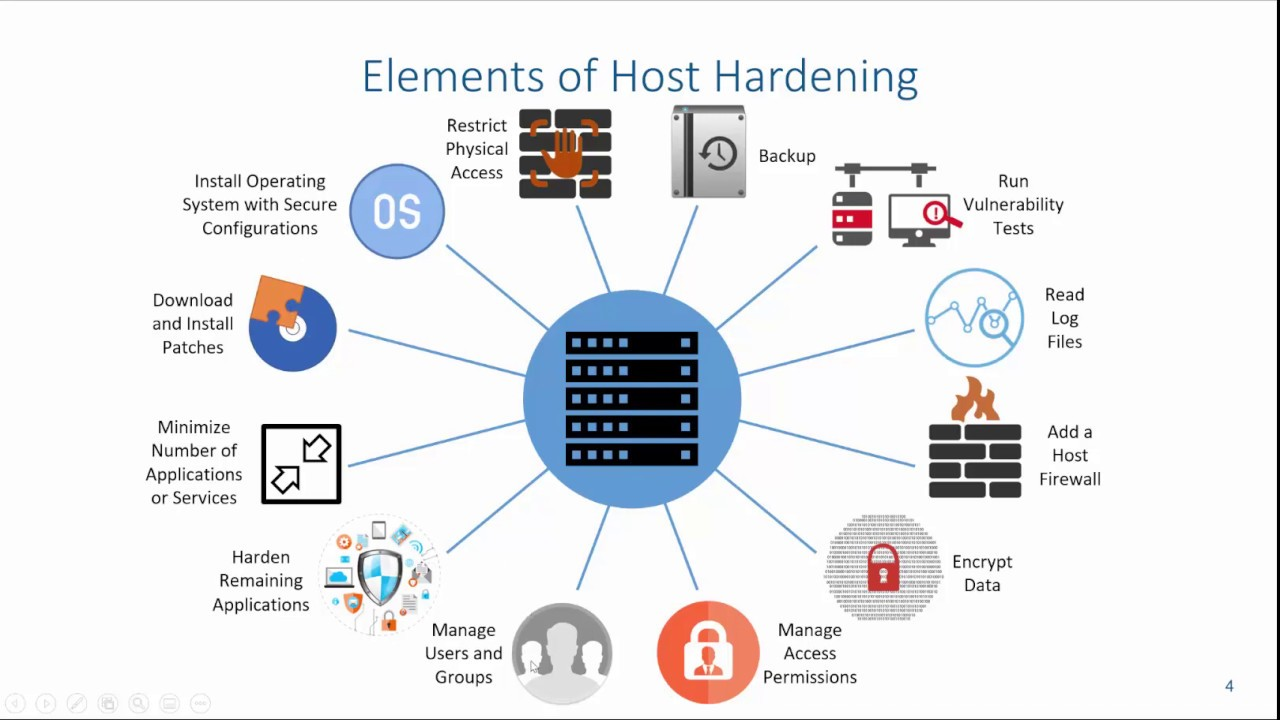 Elements of Host Hardening
Restrict
Physical
Access
Backup
Install Operating
System with Secure
Configurations
OS
Run
Vulnerability
Tests
Download
and Install
Patches
Read
Log
Files
Minimize
Number of
Applications
or Services
Add a
Host
Firewall
Harden
Remaining
Applications
Encrypt
Data
Manage
Users and
Groups
Manage
Access
Permissions
4